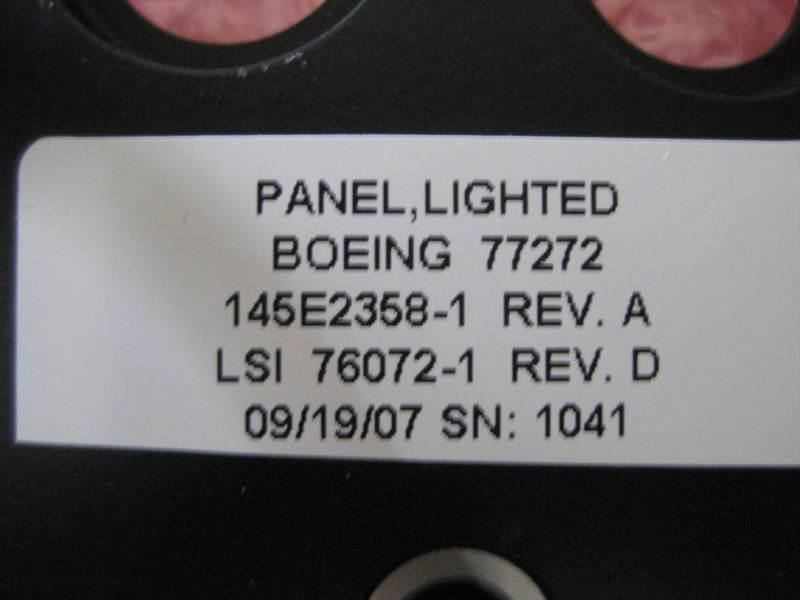 PANEL,LIGHTED
BOEING 77272
145E2358-1 REV. A
LSI 76072-1 REV. D
09/19/07 SN: 1041